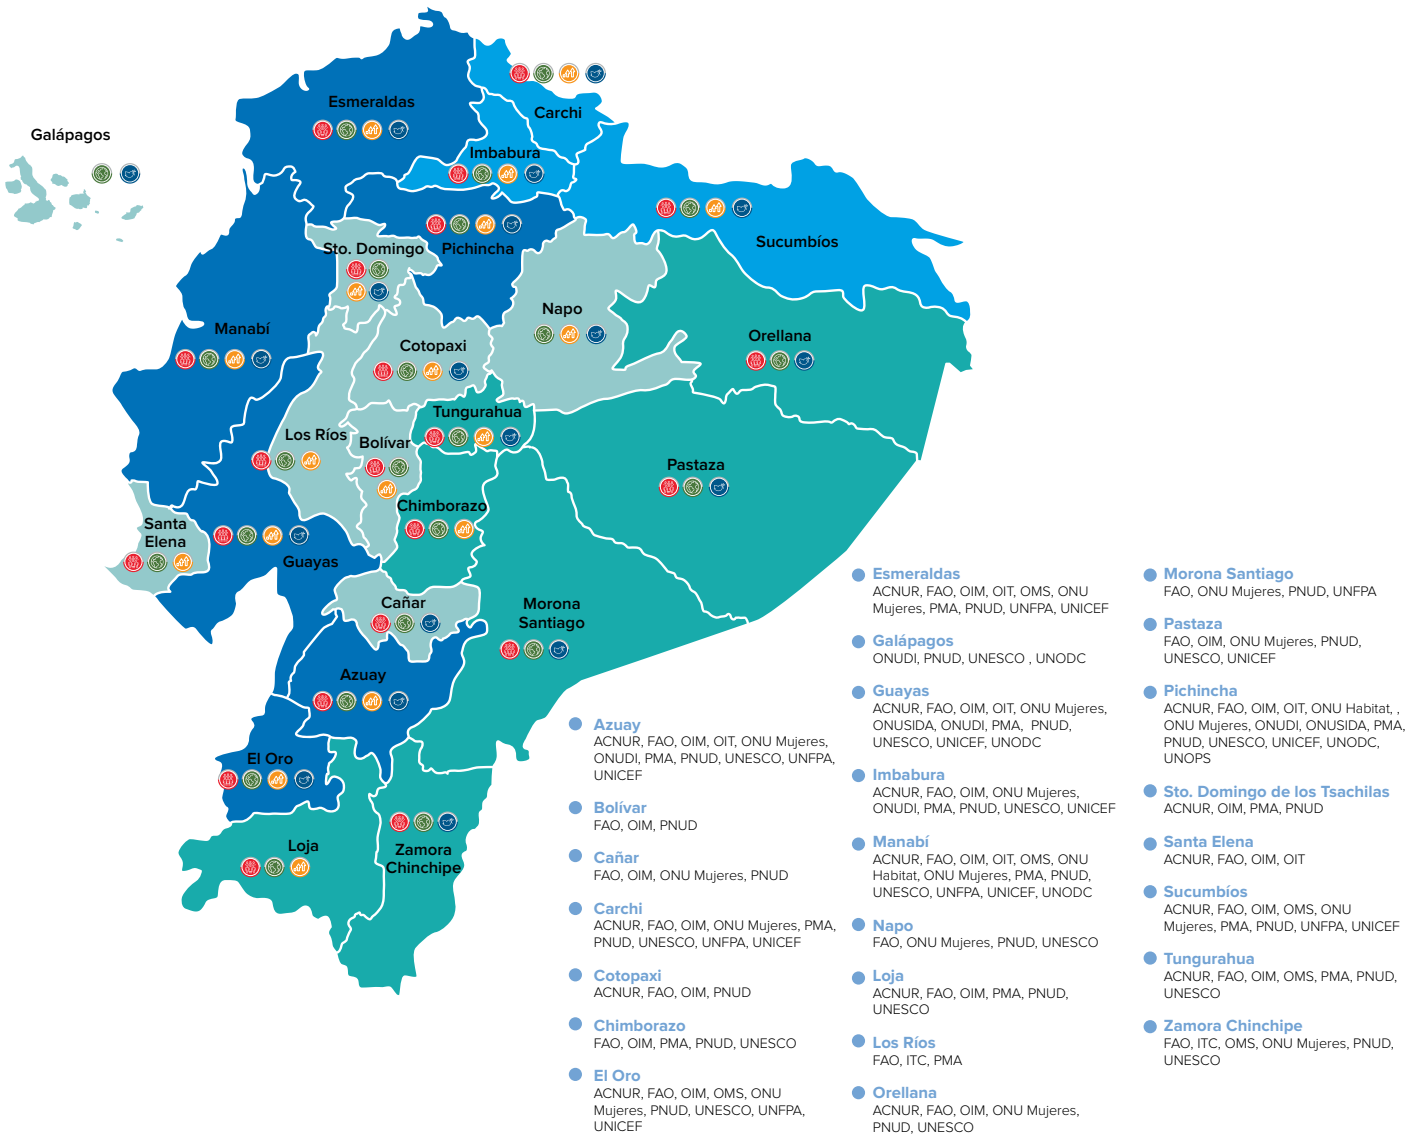 Esmeraldas
Carchi
Galápagos
Imbabura
Sucumbíos
Sto. Domingo
Pichincha
Napo
Manabí
Orellana
Cotopaxi
Tungurahua
Los Ríos
Bolívar
Pastaza
Chimborazo
Santa
Elena
Guayas
Cañar
Morona
Santiago
Azuay
El Oro
Loja
Zamora
Chinchipe
Azuay
ACNUR, FAO, OIM, OIT, ONU Mujeres,
ONUDI, PMA, PNUD, UNESCO, UNFPA,
UNICEF
Bolívar
FAO, OIM, PNUD
Cañar
FAO, OIM, ONU Mujeres, PNUD
Carchi
ACNUR, FAO, OIM, ONU Mujeres, PMA,
PNUD, UNESCO, UNFPA, UNICEF
Cotopaxi
ACNUR, FAO, OIM, PNUD
Chimborazo
FAO, OIM, PMA, PNUD, UNESCO
El Oro
ACNUR, FAO, OIM, OMS, ONU
Mujeres, PNUD, UNESCO, UNFPA,
UNICEF
Esmeraldas
ACNUR, FAO, OIM, OIT, OMS, ONU
Mujeres, PMA, PNUD, UNFPA, UNICEF
Galápagos
ONUDI, PNUD, UNESCO , UNODC
Guayas
ACNUR, FAO, OIM, OIT, ONU Mujeres,
ONUSIDA, ONUDI, PMA, PNUD,
UNESCO, UNICEF, UNODC
Imbabura
ACNUR, FAO, OIM, ONU Mujeres,
ONUDI, PMA, PNUD, UNESCO, UNICEF
Manabí
ACNUR, FAO, OIM, OIT, OMS, ONU
Habitat, ONU Mujeres, PMA, PNUD,
UNESCO, UNFPA, UNICEF, UNODC
Napo
FAO, ONU Mujeres, PNUD, UNESCO
Loja
ACNUR, FAO, OIM, PMA, PNUD,
UNESCO
Los Ríos
FAO, ITC, PMA
Orellana
ACNUR, FAO, OIM, ONU Mujeres,
PNUD, UNESCO
Morona Santiago
FAO, ONU Mujeres, PNUD, UNFPA
Pastaza
FAO, OIM, ONU Mujeres, PNUD,
UNESCO, UNICEF
Pichincha
ACNUR, FAO, OIM, OIT, ONU Habitat, ,
ONU Mujeres, ONUDI, ONUSIDA, PMA,
PNUD, UNESCO, UNICEF, UNODC,
UNOPS
Sto. Domingo de los Tsachilas
ACNUR, OIM, PMA, PNUD
Santa Elena
ACNUR, FAO, OIM, OIT
Sucumbíos
ACNUR, FAO, OIM, OMS, ONU
Mujeres, PMA, PNUD, UNFPA, UNICEF
Tungurahua
ACNUR, FAO, OIM, OMS, PMA, PNUD,
UNESCO
Zamora Chinchipe
FAO, ITC, OMS, ONU Mujeres, PNUD,
UNESCO